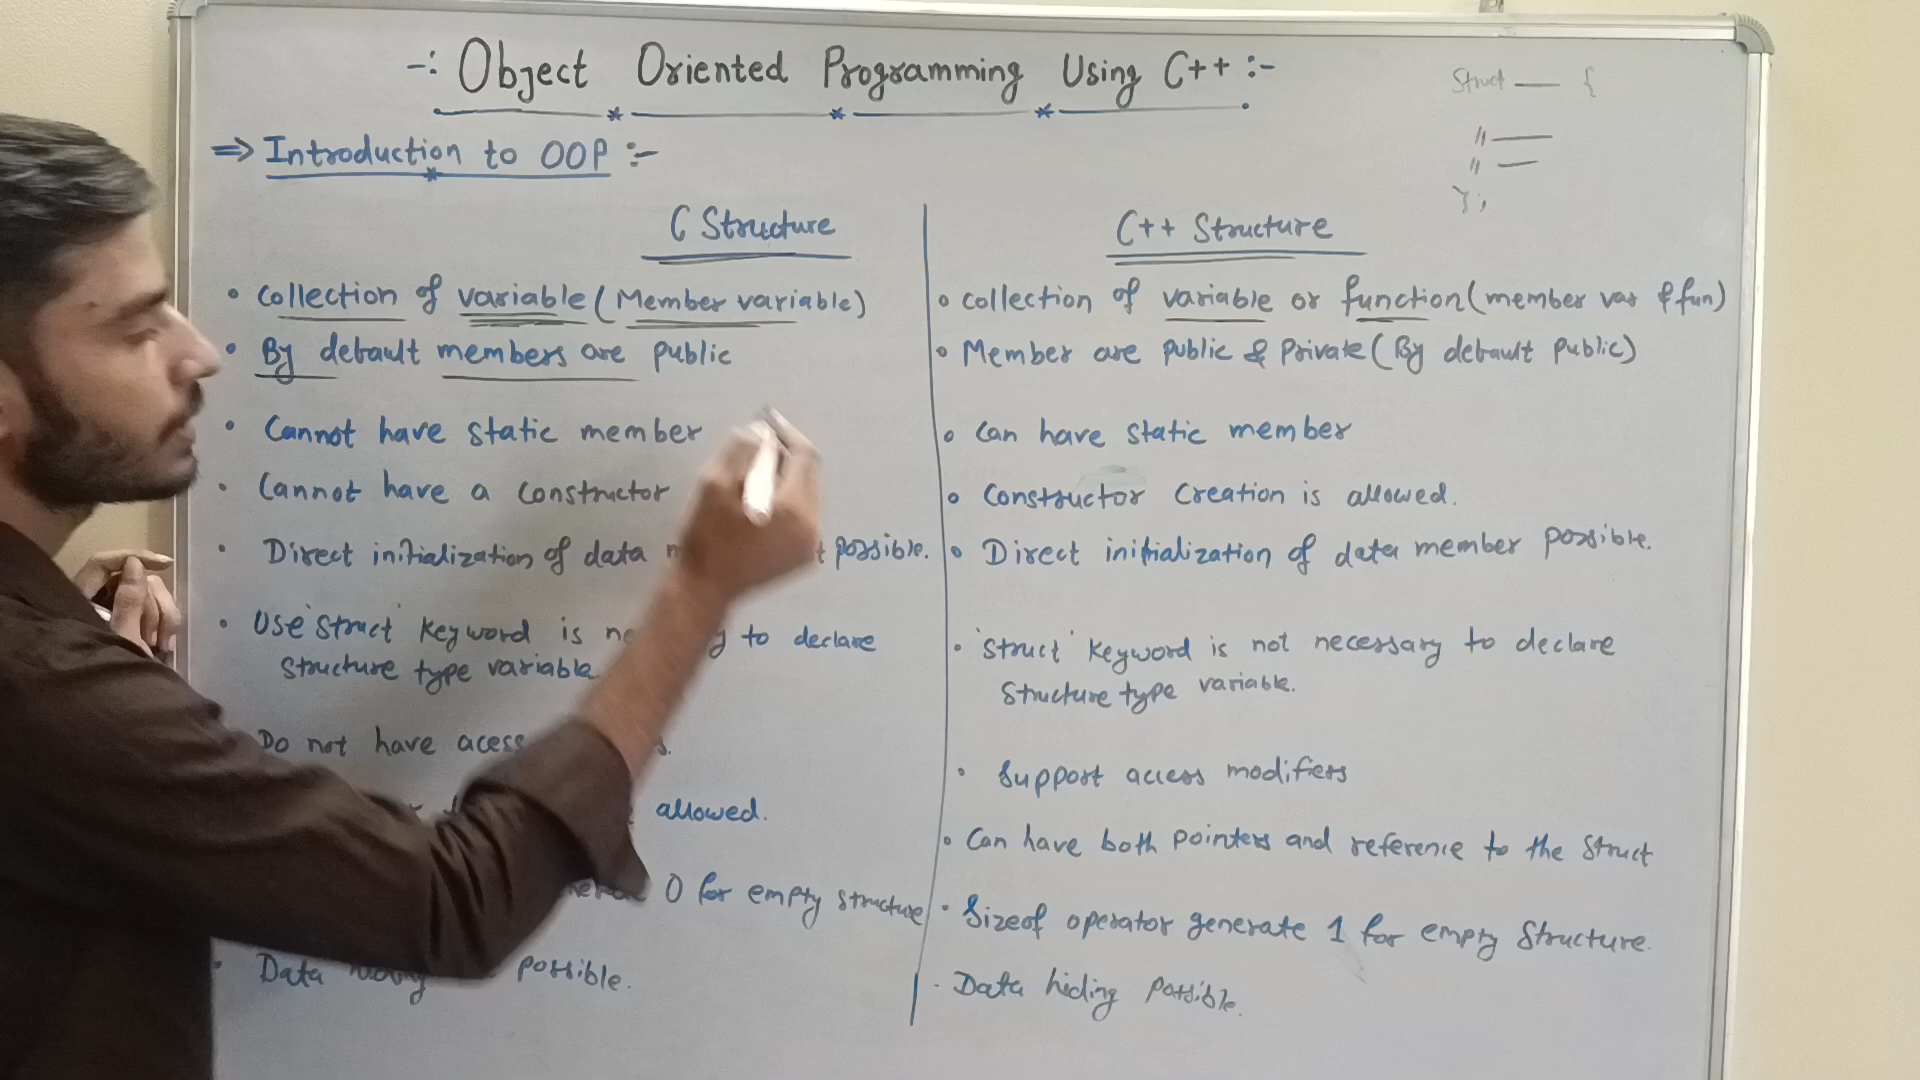 -: Object Oriented Programming Using C++ :-
Struct — {
" —
" —
};
⇒ Introduction to OOP :-
C Structure
• Collection of variable (Member variable)
• By debault members are public
• Cannot have static member
• Cannot have a constructor
• Direct initialization of data possible.
• Use 'struct' keyword is to declare
structure type variable.
Do not have
allowed.
0 for empty structure
• Data possible.
C++ Structure
• collection of variable or function (member var & fun)
• Member are public & Private (By debault public)
• Can have static member
• Constructor Creation is allowed.
• Direct initialization of data member possible.
• 'struct' keyword is not necessary to declare
structure type variable.
• Support access modifiers
• Can have both pointers and reference to the struct
• Sizeof operator generate 1 for empty Structure.
• Data hiding possible.